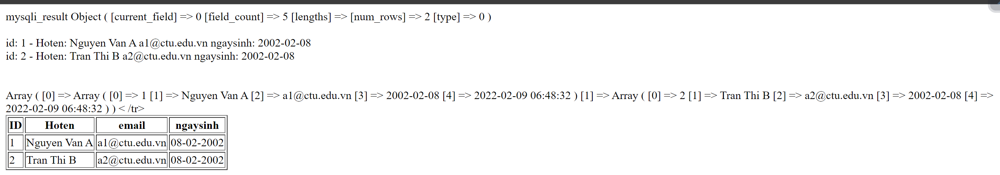 mysqli_result Object ( [current_field] => 0 [field_count] => 5 [lengths] => [num_rows] => 2 [type] => 0 )
id: 1 - Hoten: Nguyen Van A a1@ctu.edu.vn ngaysinh: 2002-02-08
id: 2 - Hoten: Tran Thi B a2@ctu.edu.vn ngaysinh: 2002-02-08
Array ( [0] => Array ( [0] => 1 [1] => Nguyen Van A [2] => a1@ctu.edu.vn [3] => 2002-02-08 [4] => 2022-02-09 06:48:32 ) [1] => Array ( [0] => 2 [1] => Tran Thi B [2] => a2@ctu.edu.vn [3] => 2002-02-08 [4] =>
2022-02-09 06:48:32 ) ) < /tr>
ID Hoten email ngaysinh
1 Nguyen Van A a1@ctu.edu.vn 08-02-2002
2 Tran Thi B a2@ctu.edu.vn 08-02-2002